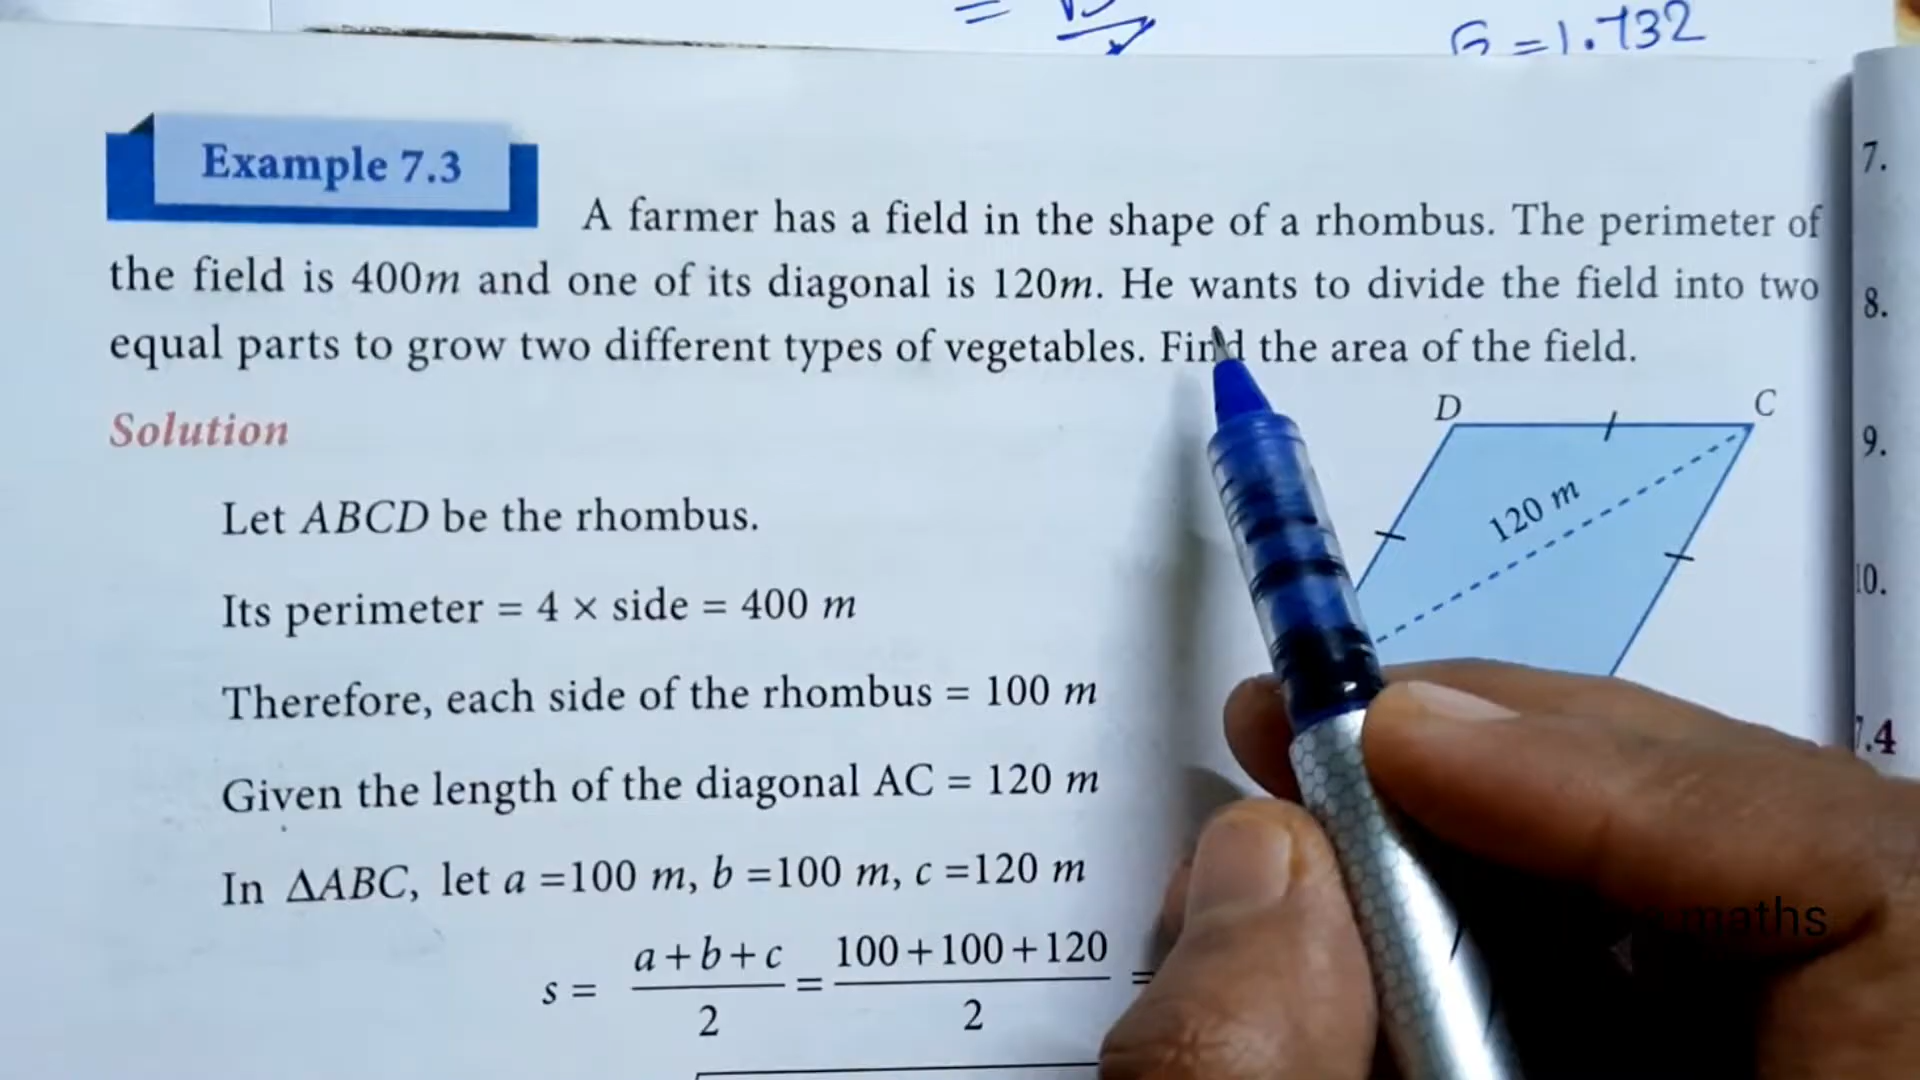 = √3
= 1.732
Example 7.3
A farmer has a field in the shape of a rhombus. The perimeter of
the field is 400m and one of its diagonal is 120m. He wants to divide the field into two
equal parts to grow two different types of vegetables. Find the area of the field.
Solution
D
C
120 m
Let ABCD be the rhombus.
Its perimeter = 4 × side = 400 m
Therefore, each side of the rhombus = 100 m
Given the length of the diagonal AC = 120 m
In ΔABC, let a =100 m, b =100 m, c =120 m
s = a+b+c / 2 = 100+100+120 / 2 =
7.
8.
9.
10.
7.4
maths